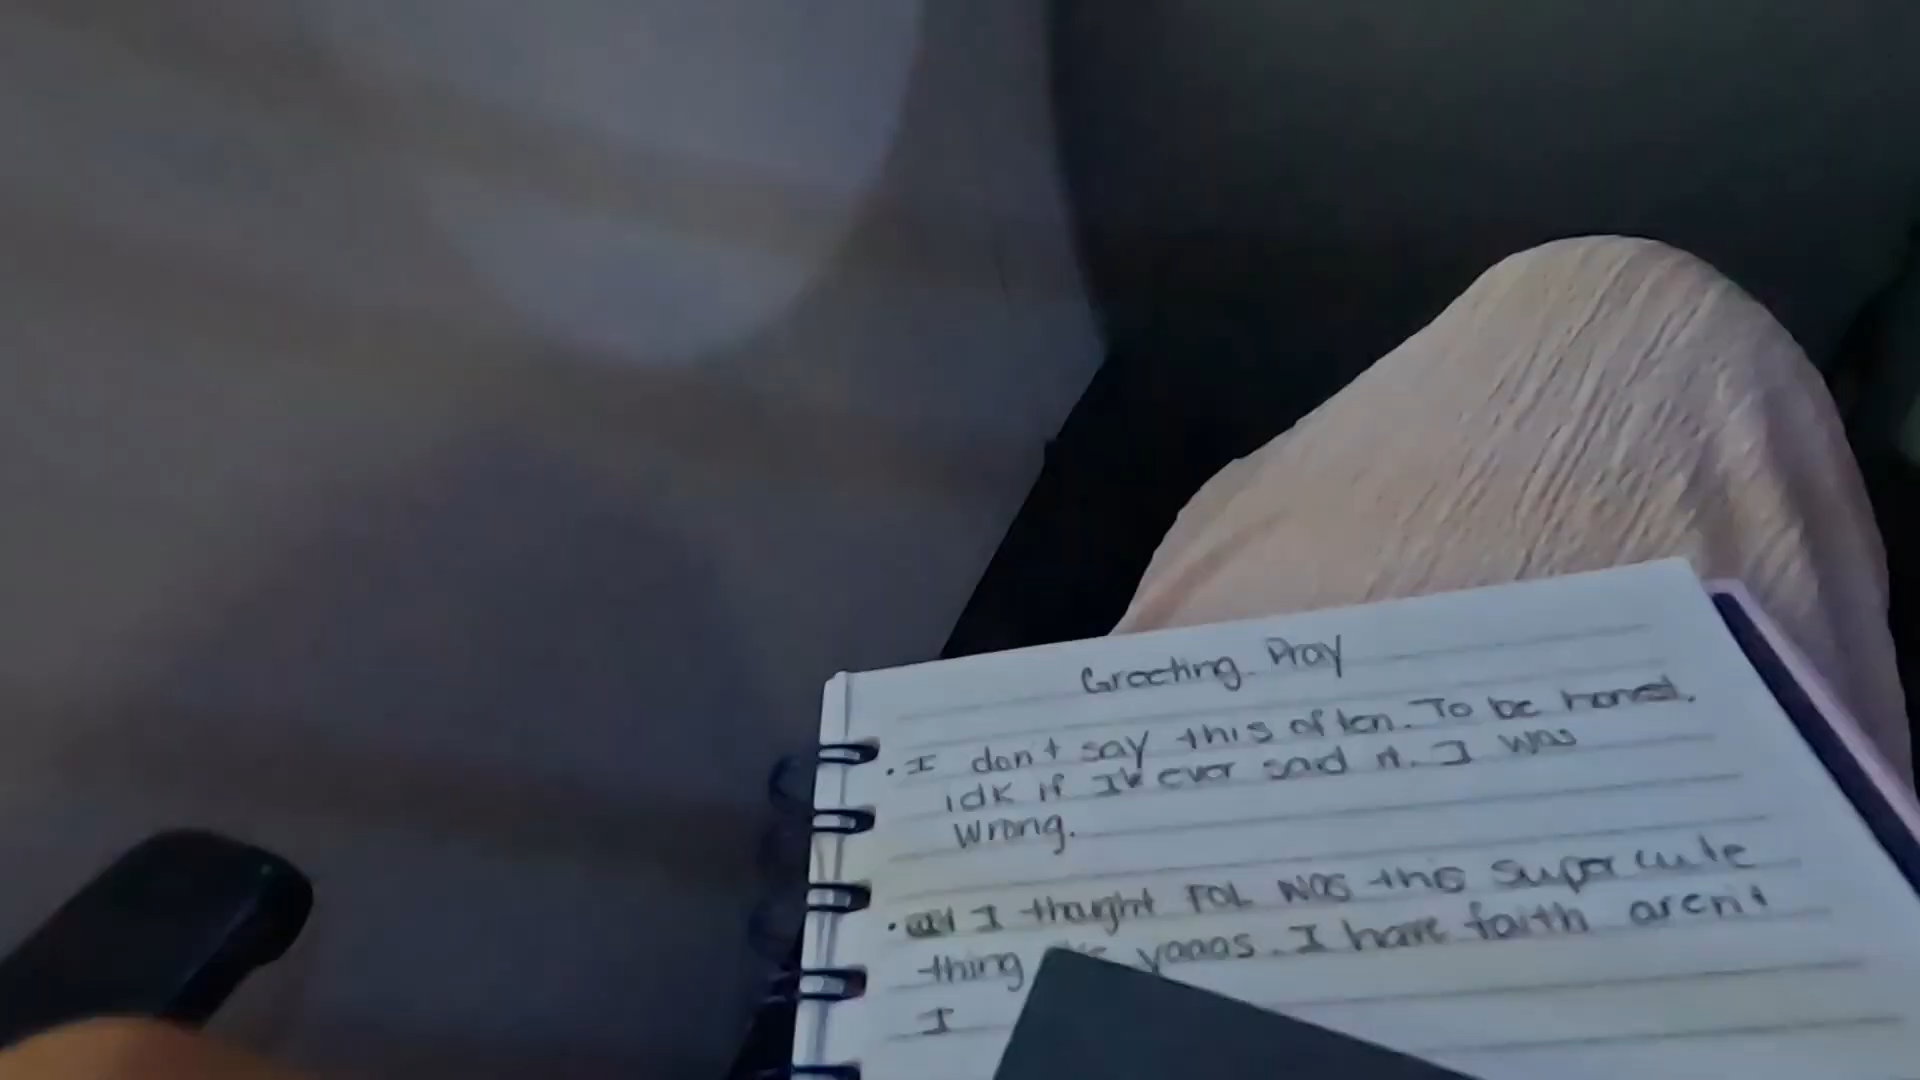 Greeting. Pray
. I don't say this often. To be honest.
idk if I've ever said it. I was
wrong.
. I thought FOL was this super cute
thing yaaas. I have faith aren't
I